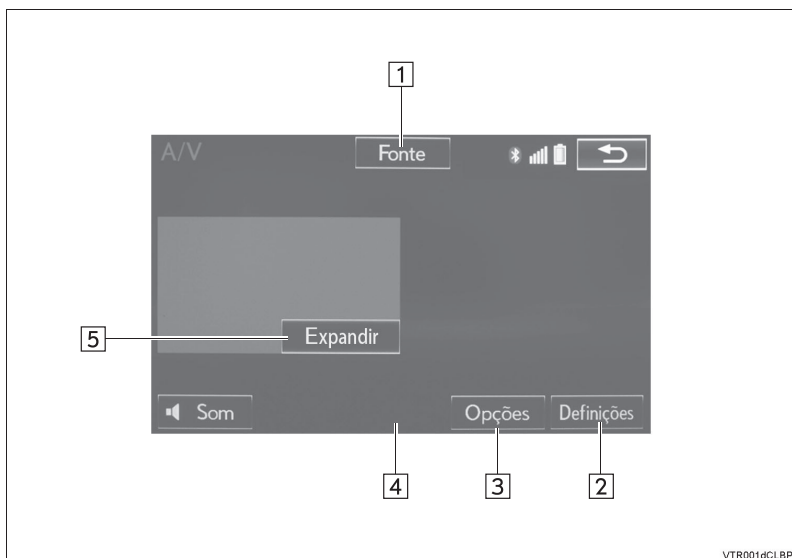 1
A/V
Fonte
5
Expandir
Som
Opções
Definições
4
3
2
VTR001dCLBP